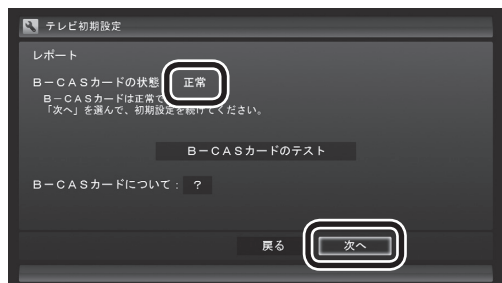 テレビ初期設定
レポート
B－CASカードの状態 正常
B－CASカードは正常で
「次へ」を選んで、初期設定を続けてください。
B－CASカードのテスト
B－CASカードについて： ?
戻る 次へ